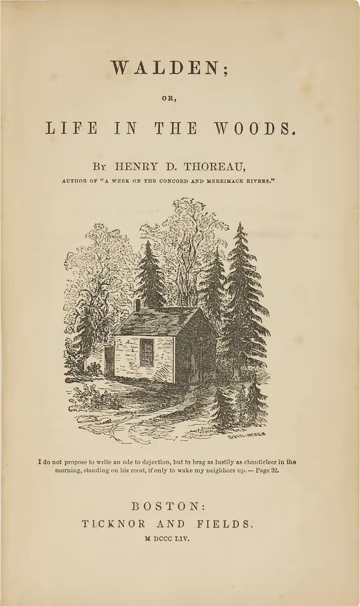 WALDEN;
OR,
LIFE IN THE WOODS.
BY HENRY D. THOREAU,
AUTHOR OF "A WEEK ON THE CONCORD AND MERRIMACK RIVERS."
I do not propose to write an ode to dejection, but to brag as lustily as chanticleer in the
morning, standing on his roost, if only to wake my neighbors up. — Page 92.
BOSTON:
TICKNOR AND FIELDS.
M DCCC LIV.